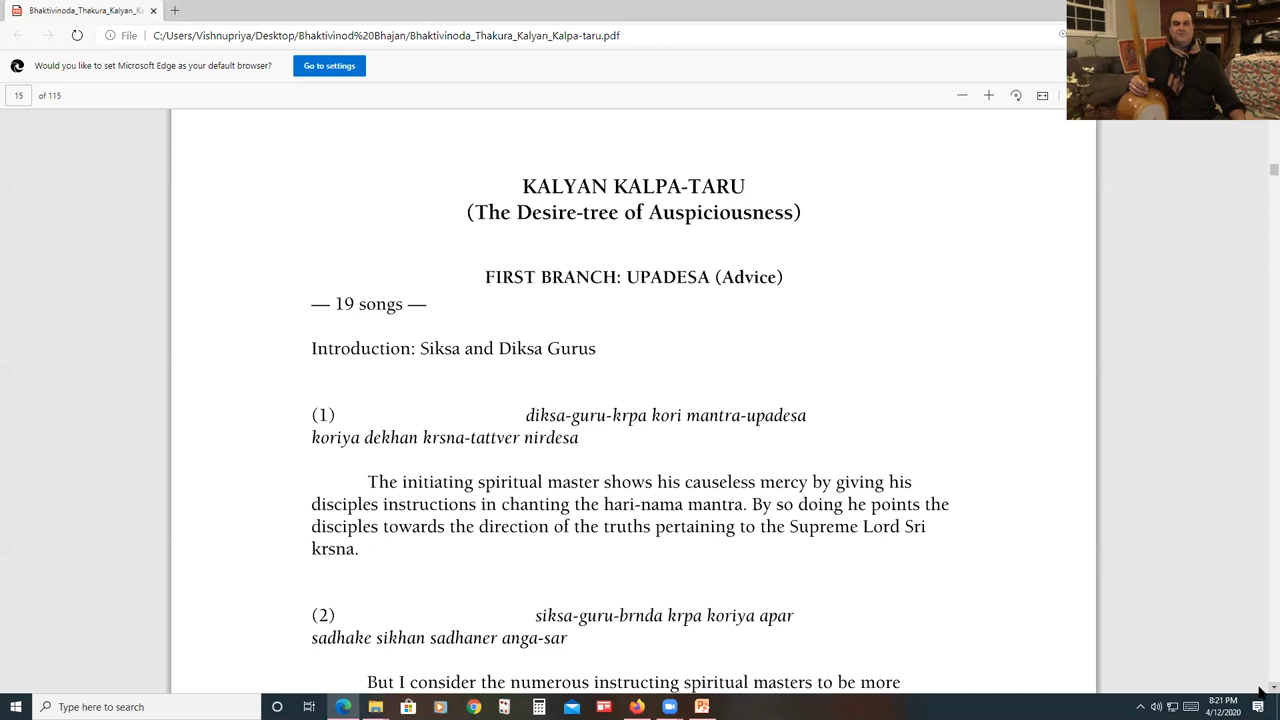 Bhaktivinoda_Thakura_Kalyan_K
File
C:/Users/Vishnupriya/Desktop/Bhaktivinod%20Bhajan/Bhaktivinoda_Thakura_Kalyan_Kalpa-taru.pdf
Would you like to set Microsoft Edge as your default browser?
Go to settings
15 of 115
KALYAN KALPA-TARU
(The Desire-tree of Auspiciousness)
FIRST BRANCH: UPADESA (Advice)
— 19 songs —
Introduction: Siksa and Diksa Gurus
(1) diksa-guru-krpa kori mantra-upadesa
koriya dekhan krsna-tattver nirdesa
The initiating spiritual master shows his causeless mercy by giving his
disciples instructions in chanting the hari-nama mantra. By so doing he points the
disciples towards the direction of the truths pertaining to the Supreme Lord Sri
krsna.
(2) siksa-guru-brnda krpa koriya apar
sadhake sikhan sadhaner anga-sar
But I consider the numerous instructing spiritual masters to be more
Type here to search
8:21 PM
4/12/2020